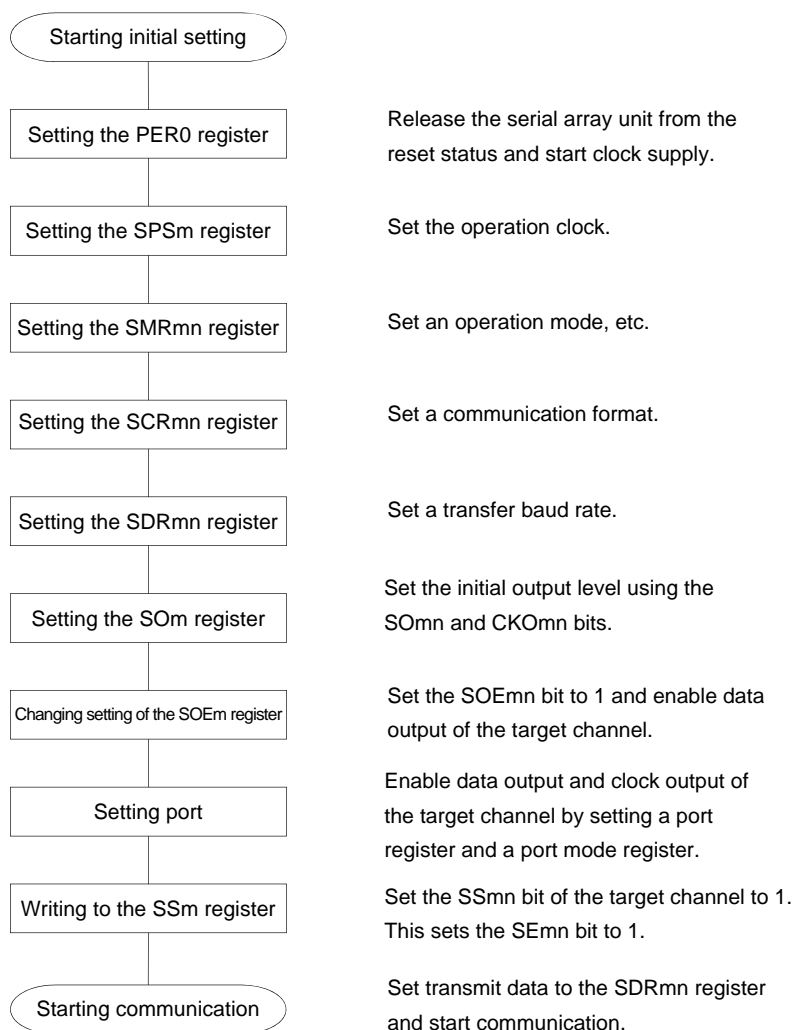 Starting initial setting
Setting the PER0 register
Release the serial array unit from the
reset status and start clock supply.
Setting the SPSm register
Set the operation clock.
Setting the SMRmn register
Set an operation mode, etc.
Setting the SCRmn register
Set a communication format.
Setting the SDRmn register
Set a transfer baud rate.
Setting the SOm register
Set the initial output level using the
SOmn and CKOmn bits.
Changing setting of the SOEm register
Set the SOEmn bit to 1 and enable data
output of the target channel.
Setting port
Enable data output and clock output of
the target channel by setting a port
register and a port mode register.
Writing to the SSm register
Set the SSmn bit of the target channel to 1.
This sets the SEmn bit to 1.
Starting communication
Set transmit data to the SDRmn register
and start communication.